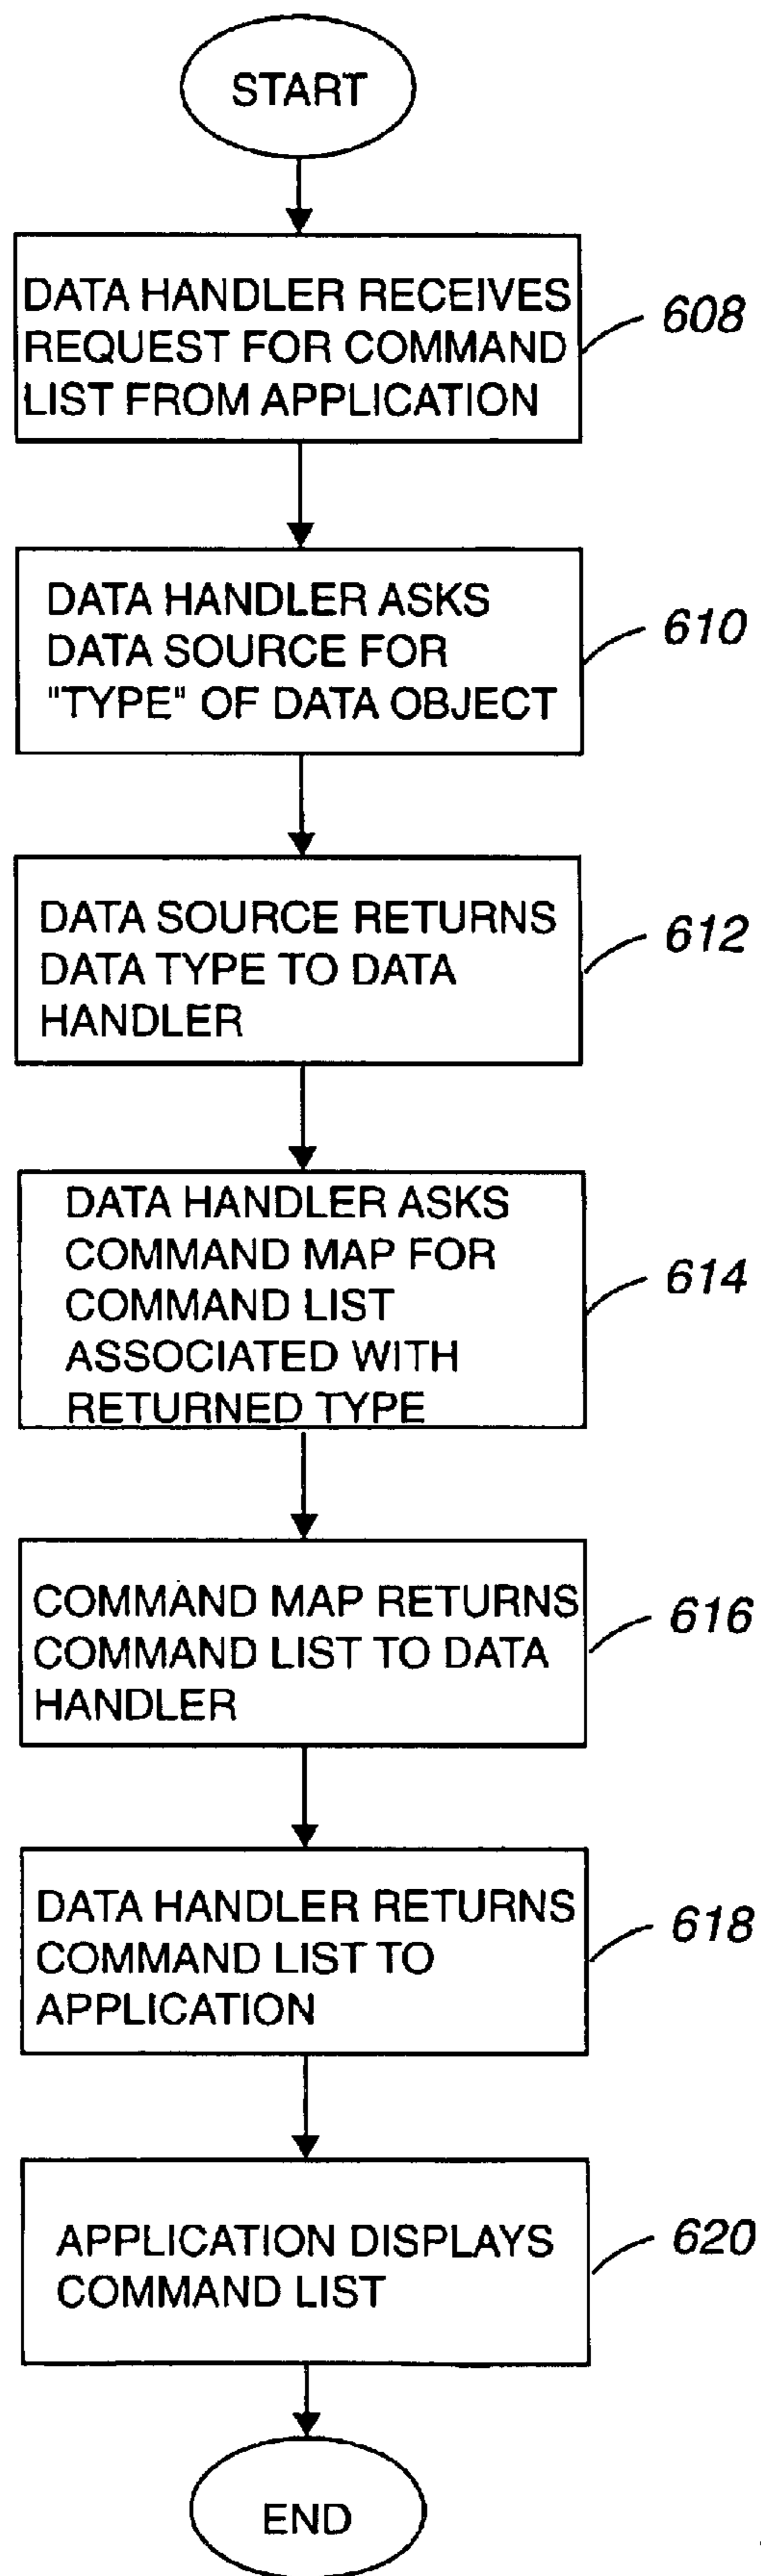 START
DATA HANDLER RECEIVES
REQUEST FOR COMMAND
LIST FROM APPLICATION
608
DATA HANDLER ASKS
DATA SOURCE FOR
"TYPE" OF DATA OBJECT
610
DATA SOURCE RETURNS
DATA TYPE TO DATA
HANDLER
612
DATA HANDLER ASKS
COMMAND MAP FOR
COMMAND LIST
ASSOCIATED WITH
RETURNED TYPE
614
COMMAND MAP RETURNS
COMMAND LIST TO DATA
HANDLER
616
DATA HANDLER RETURNS
COMMAND LIST TO
APPLICATION
618
APPLICATION DISPLAYS
COMMAND LIST
620
END